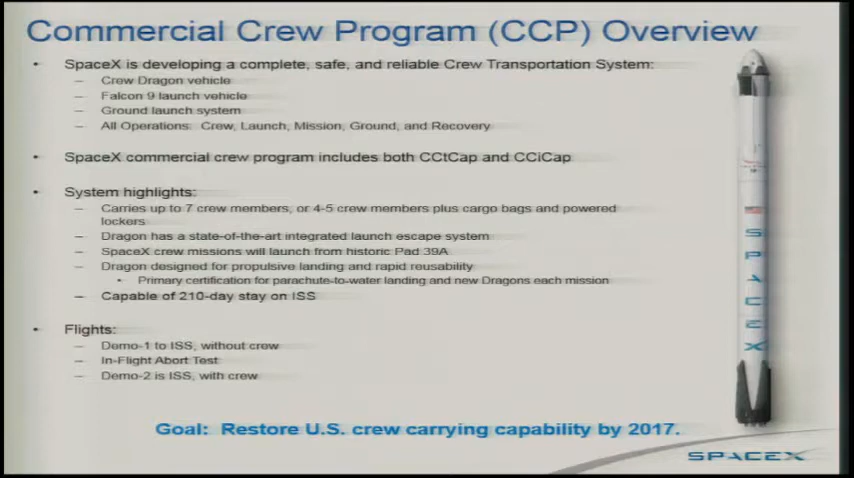 Commercial Crew Program (CCP) Overview
• SpaceX is developing a complete, safe, and reliable Crew Transportation System:
– Crew Dragon vehicle
– Falcon 9 launch vehicle
– Ground launch system
– All Operations: Crew, Launch, Mission, Ground, and Recovery
• SpaceX commercial crew program includes both CCtCap and CCiCap
• System highlights:
– Carries up to 7 crew members, or 4-5 crew members plus cargo bags and powered
lockers
– Dragon has a state-of-the-art integrated launch escape system
– SpaceX crew missions will launch from historic Pad 39A
– Dragon designed for propulsive landing and rapid reusability
• Primary certification for parachute-to-water landing and new Dragons each mission
– Capable of 210-day stay on ISS
• Flights:
– Demo-1 to ISS, without crew
– In-Flight Abort Test
– Demo-2 is ISS, with crew
Goal: Restore U.S. crew carrying capability by 2017.
SPACEX
SPACEX